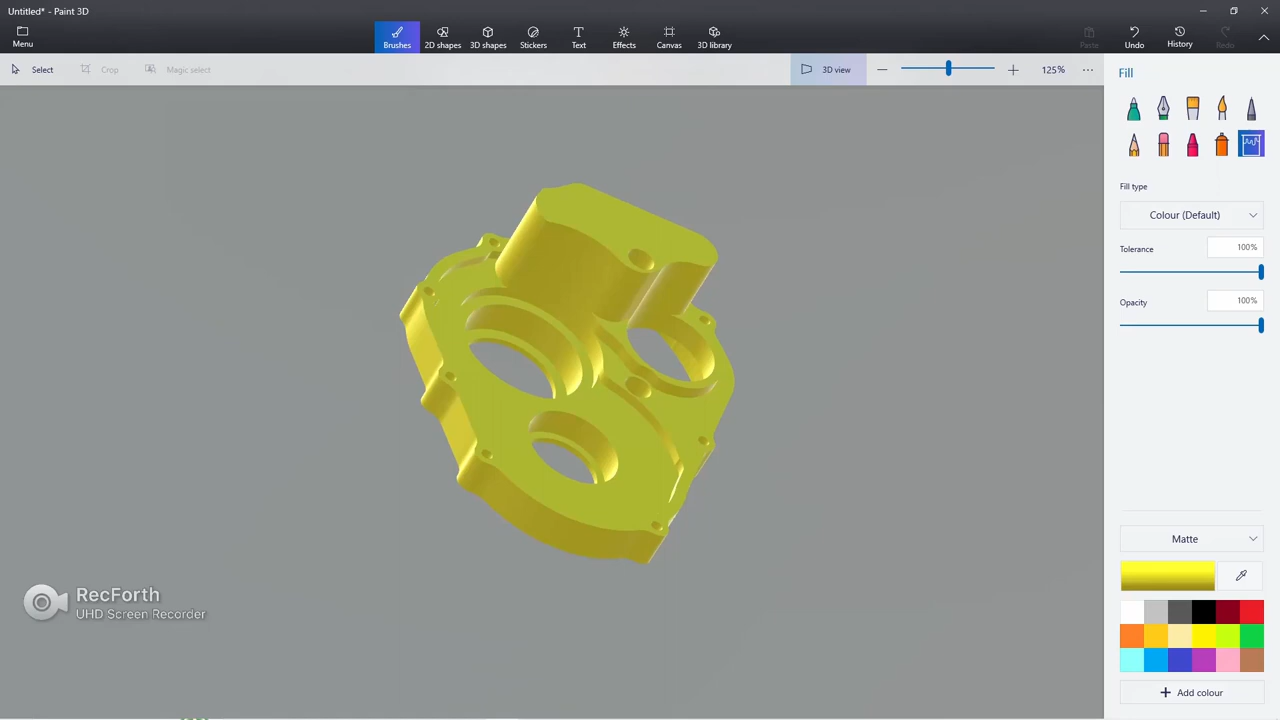 Untitled* - Paint 3D
Menu
Brushes
2D shapes
3D shapes
Stickers
Text
Effects
Canvas
3D library
Paste
Undo
History
Redo
Select
Crop
Magic select
3D view
125%
Fill
Fill type
Colour (Default)
Tolerance
100%
Opacity
100%
Matte
Add colour
RecForth
UHD Screen Recorder